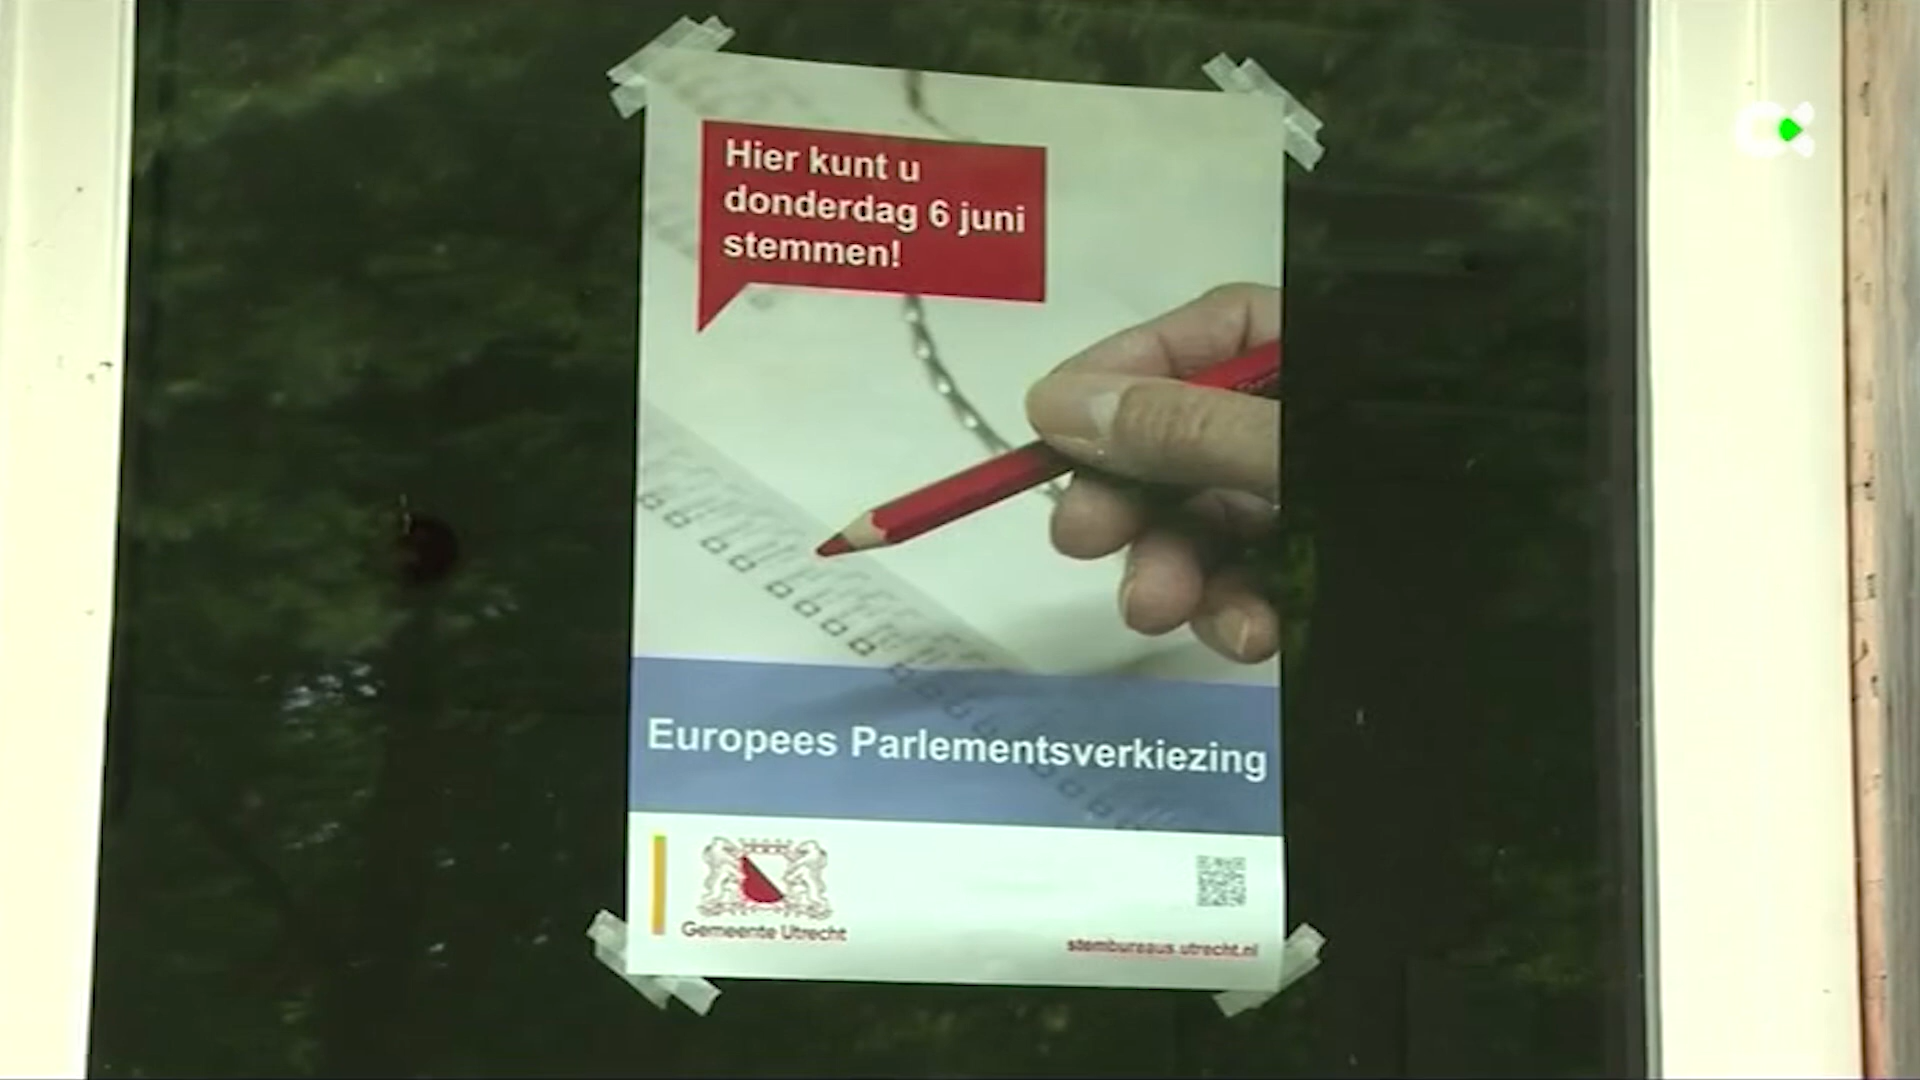 Hier kunt u
donderdag 6 juni
stemmen!
Europees Parlementsverkiezing
Gemeente Utrecht
stembureaus.utrecht.nl